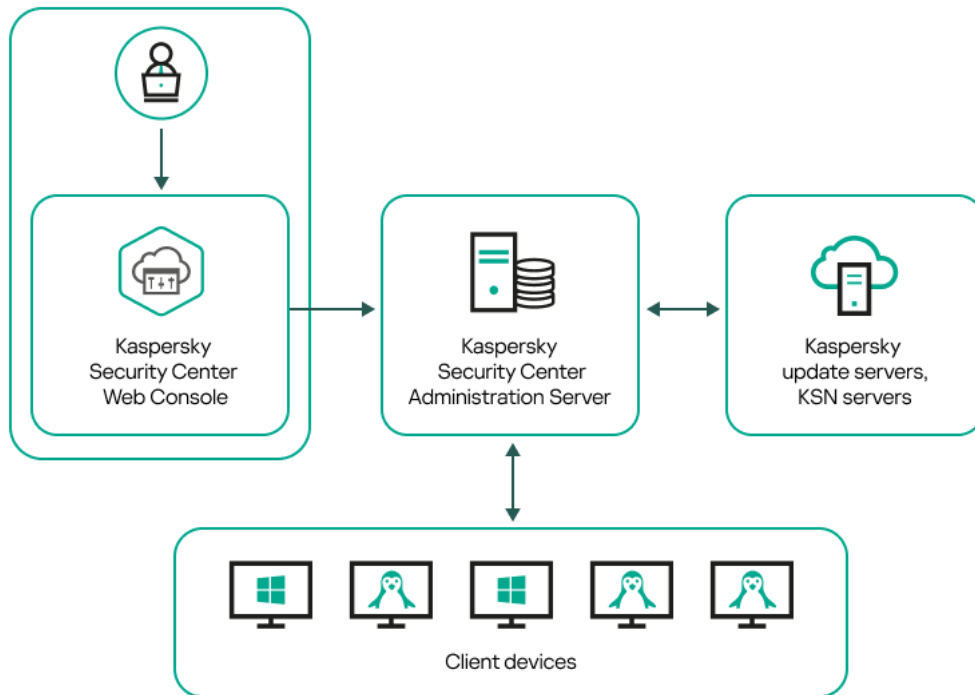 Kaspersky
Security Center
Web Console
Kaspersky
Security Center
Administration Server
Kaspersky
update servers,
KSN servers
Client devices